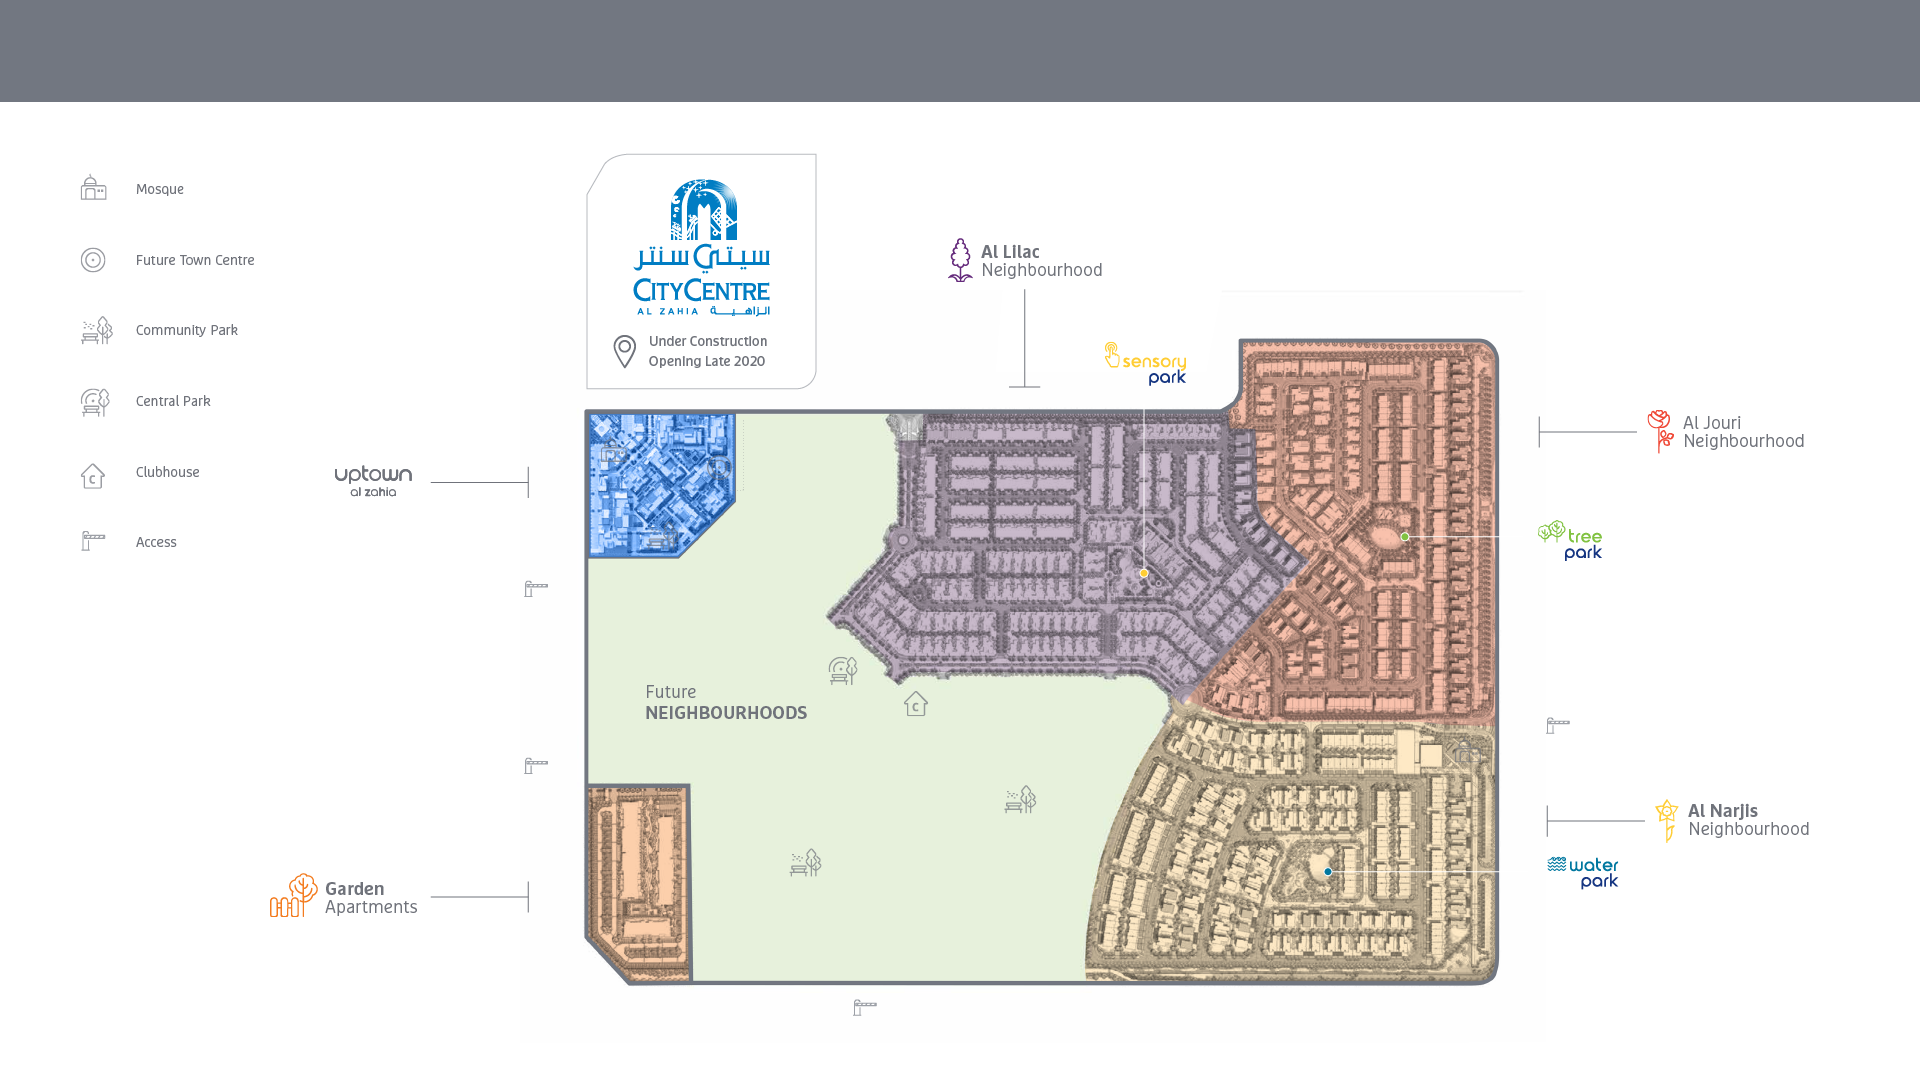 Mosque
Future Town Centre
Community Park
Central Park
C
Clubhouse
Access
سيتي سنتر
CITY CENTRE
AL ZAHIA الزاهية
Under Construction
Opening Late 2020
Al Lilac
Neighbourhood
sensory
park
Al Jouri
Neighbourhood
uptown
al zahia
tree
park
Future
NEIGHBOURHOODS
C
Al Narjis
Neighbourhood
water
park
Garden
Apartments